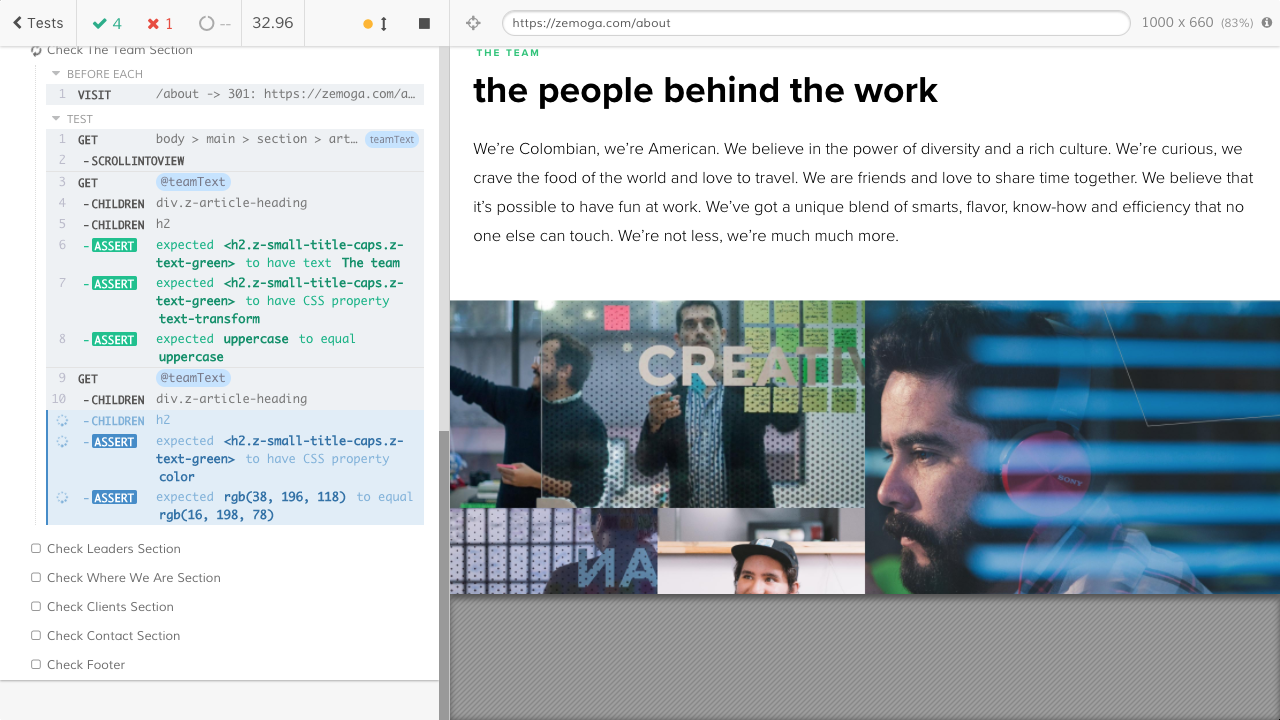 Tests
4
1
--
32.96
https://zemoga.com/about
1000 x 660 (83%)
Check The Team Section
BEFORE EACH
1 VISIT /about -> 301: https://zemoga.com/a…
TEST
1 GET body > main > section > art… teamText
2 -SCROLLINTOVIEW
3 GET @teamText
4 -CHILDREN div.z-article-heading
5 -CHILDREN h2
6 -ASSERT expected <h2.z-small-title-caps.z-
text-green> to have text The team
7 -ASSERT expected <h2.z-small-title-caps.z-
text-green> to have CSS property
text-transform
8 -ASSERT expected uppercase to equal
uppercase
9 GET @teamText
10 -CHILDREN div.z-article-heading
-CHILDREN h2
-ASSERT expected <h2.z-small-title-caps.z-
text-green> to have CSS property
color
-ASSERT expected rgb(38, 196, 118) to equal
rgb(16, 198, 78)
Check Leaders Section
Check Where We Are Section
Check Clients Section
Check Contact Section
Check Footer
THE TEAM
the people behind the work
We're Colombian, we're American. We believe in the power of diversity and a rich culture. We're curious, we
crave the food of the world and love to travel. We are friends and love to share time together. We believe that
it's possible to have fun at work. We've got a unique blend of smarts, flavor, know-how and efficiency that no
one else can touch. We're not less, we're much much more.
CREATIV
SONY